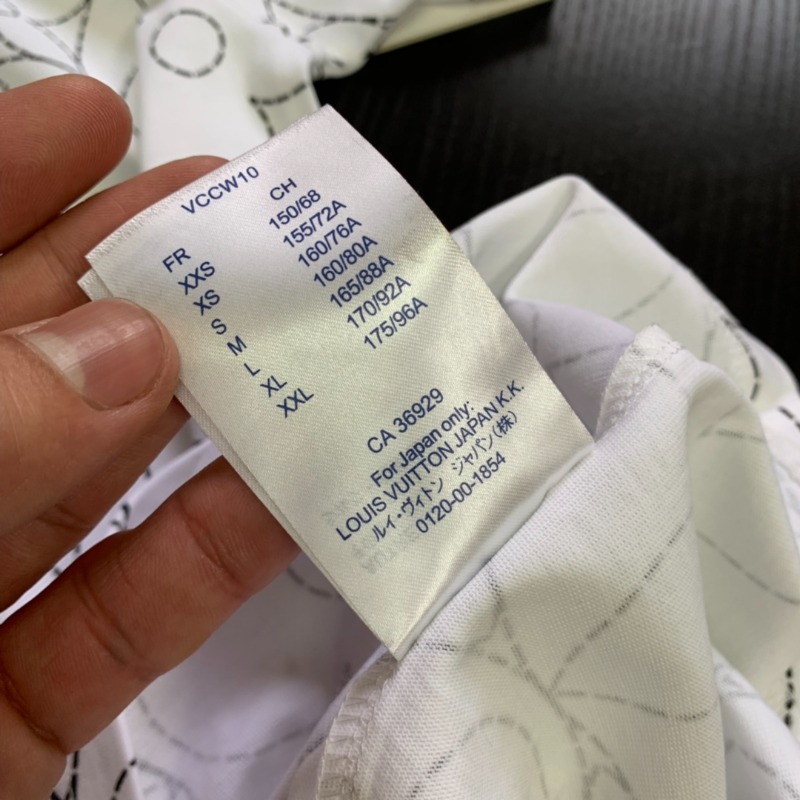 VCCW10
FR CH
XXS 150/68
XS 155/72A
S 160/76A
M 160/80A
L 165/88A
XL 170/92A
XXL 175/96A
CA 36929
For Japan only:
LOUIS VUITTON JAPAN K.K.
ルイ・ヴィトン ジャパン(株)
0120-00-1854